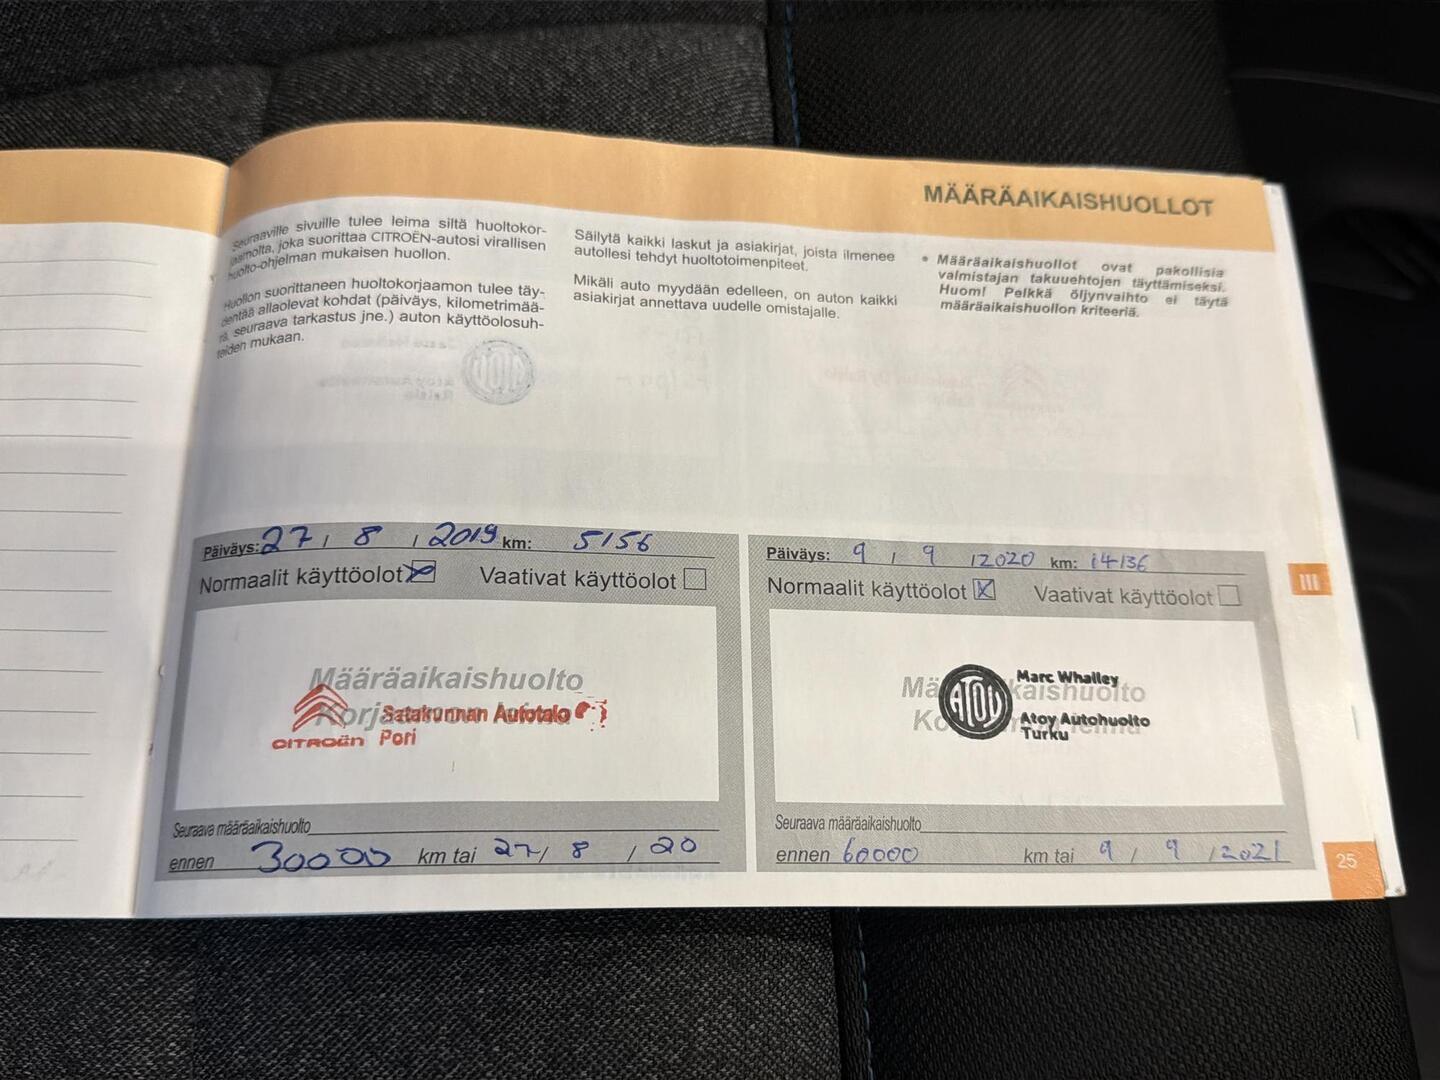 MÄÄRÄAIKAISHUOLLOT
Seuraaville sivuille tulee leima siltä huoltokor-
jaamolta, joka suorittaa CITROËN-autosi virallisen
huolto-ohjelman mukaisen huollon.
Huollon suorittaneen huoltokorjaamon tulee täy-
dentää allaolevat kohdat (päiväys, kilometrimää-
rä, seuraava tarkastus jne.) auton käyttöolosuh-
teiden mukaan.
Säilytä kaikki laskut ja asiakirjat, joista ilmenee
autollesi tehdyt huoltotoimenpiteet.
Mikäli auto myydään edelleen, on auton kaikki
asiakirjat annettava uudelle omistajalle.
• Määräaikaishuollot ovat pakollisia
valmistajan takuuehtojen täyttämiseksi.
Huom! Pelkkä öljynvaihto ei täytä
määräaikaishuollon kriteeriä.
Päiväys: 27 / 8 / 2019 km: 5156
Normaalit käyttöolot Vaativat käyttöolot
Määräaikaishuolto
Korjaamon leima
Satakunnan Autotalo
CITROËN Pori
Seuraava määräaikaishuolto
ennen 30000 km tai 27 / 8 / 20
Päiväys: 9 / 9 / 2020 km: 14136
Normaalit käyttöolot X Vaativat käyttöolot
Määräaikaishuolto
Korjaamon leima
ATOY
Marc Whalley
Atoy Autohuolto
Turku
Seuraava määräaikaishuolto
ennen 60000 km tai 9 / 9 / 2021
III
25